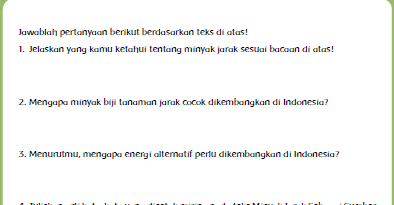 Jawablah pertanyaan berikut berdasarkan teks di atas!
1. Jelaskan yang kamu ketahui tentang minyak jarak sesuai bacaan di atas!
2. Mengapa minyak biji tanaman jarak cocok dikembangkan di Indonesia?
3. Menurutmu, mengapa energi alternatif perlu dikembangkan di Indonesia?